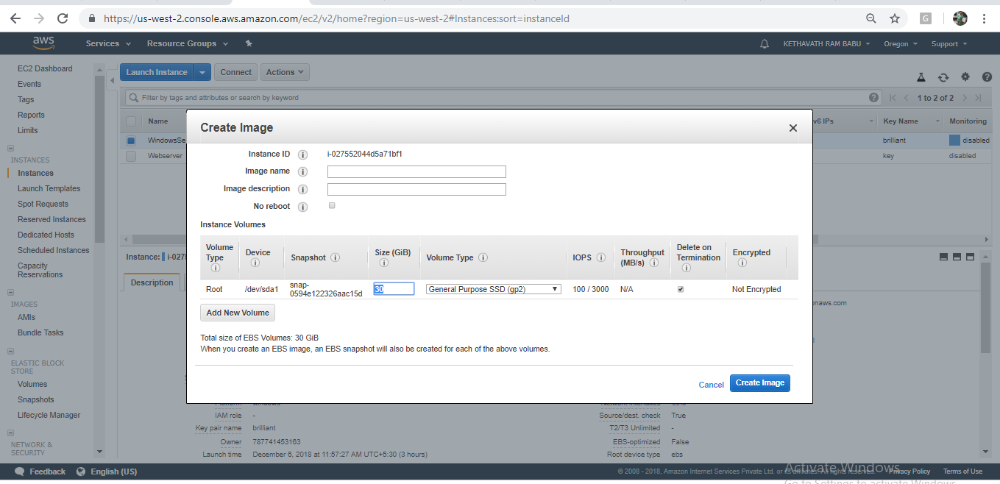 https://us-west-2.console.aws.amazon.com/ec2/v2/home?region=us-west-2#Instances:sort=instanceId
G
aws Services Resource Groups KETHAVATH RAM BABU Oregon Support
EC2 Dashboard
Events
Tags
Reports
Limits
INSTANCES
Instances
Launch Templates
Spot Requests
Reserved Instances
Dedicated Hosts
Scheduled Instances
Capacity
Reservations
IMAGES
AMIs
Bundle Tasks
ELASTIC BLOCK
STORE
Volumes
Snapshots
Lifecycle Manager
NETWORK &
SECURITY
Launch Instance Connect Actions
Filter by tags and attributes or search by keyword 1 to 2 of 2
Name v6 IPs Key Name Monitoring
WindowsSe brilliant disabled
Webserver key disabled
Instance: i-0275
Description
onaws.com
Create Image
Instance ID i-027552044d5a71bf1
Image name
Image description
No reboot
Instance Volumes
Volume Type Device Snapshot Size (GiB) Volume Type IOPS Throughput (MB/s) Delete on Termination Encrypted
Root /dev/sda1 snap-0594e122326aac15d 30 General Purpose SSD (gp2) 100 / 3000 N/A Not Encrypted
Add New Volume
Total size of EBS Volumes: 30 GiB
When you create an EBS image, an EBS snapshot will also be created for each of the above volumes.
Cancel Create Image
Platform windows Network interfaces eth0
IAM role - Source/dest. check True
Key pair name brilliant T2/T3 Unlimited -
Owner 787741453163 EBS-optimized False
Launch time December 6, 2018 at 11:57:27 AM UTC+5:30 (3 hours) Root device type ebs
Feedback English (US) © 2008 - 2018, Amazon Internet Services Private Ltd. or its affiliates. All rights reserved. Privacy Policy Terms of Use
Activate Windows
Go to Settings to activate Windows.